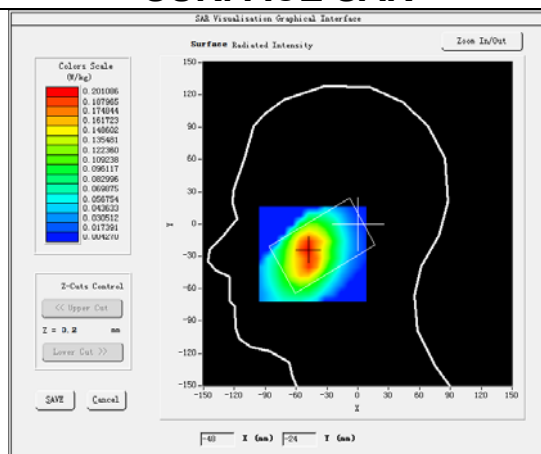 SURFACE SAR
SAR Visualisation Graphical Interface
Surface Radiated Intensity
Zoom In/Out
Colors Scale
(W/kg)
0.201086
0.187965
0.174844
0.161723
0.148602
0.135481
0.122360
0.109238
0.096117
0.082996
0.069875
0.056754
0.043633
0.030512
0.017391
0.004270
150
120
90
60
30
0
-30
-60
-90
-120
-150
Y
-150 -120 -90 -60 -30 0 30 60 90 120 150
X
Z-Cuts Control
<< Upper Cut
Z = 0.2 mm
Lower Cut >>
SAVE Cancel
-48 X (mm) -24 Y (mm)